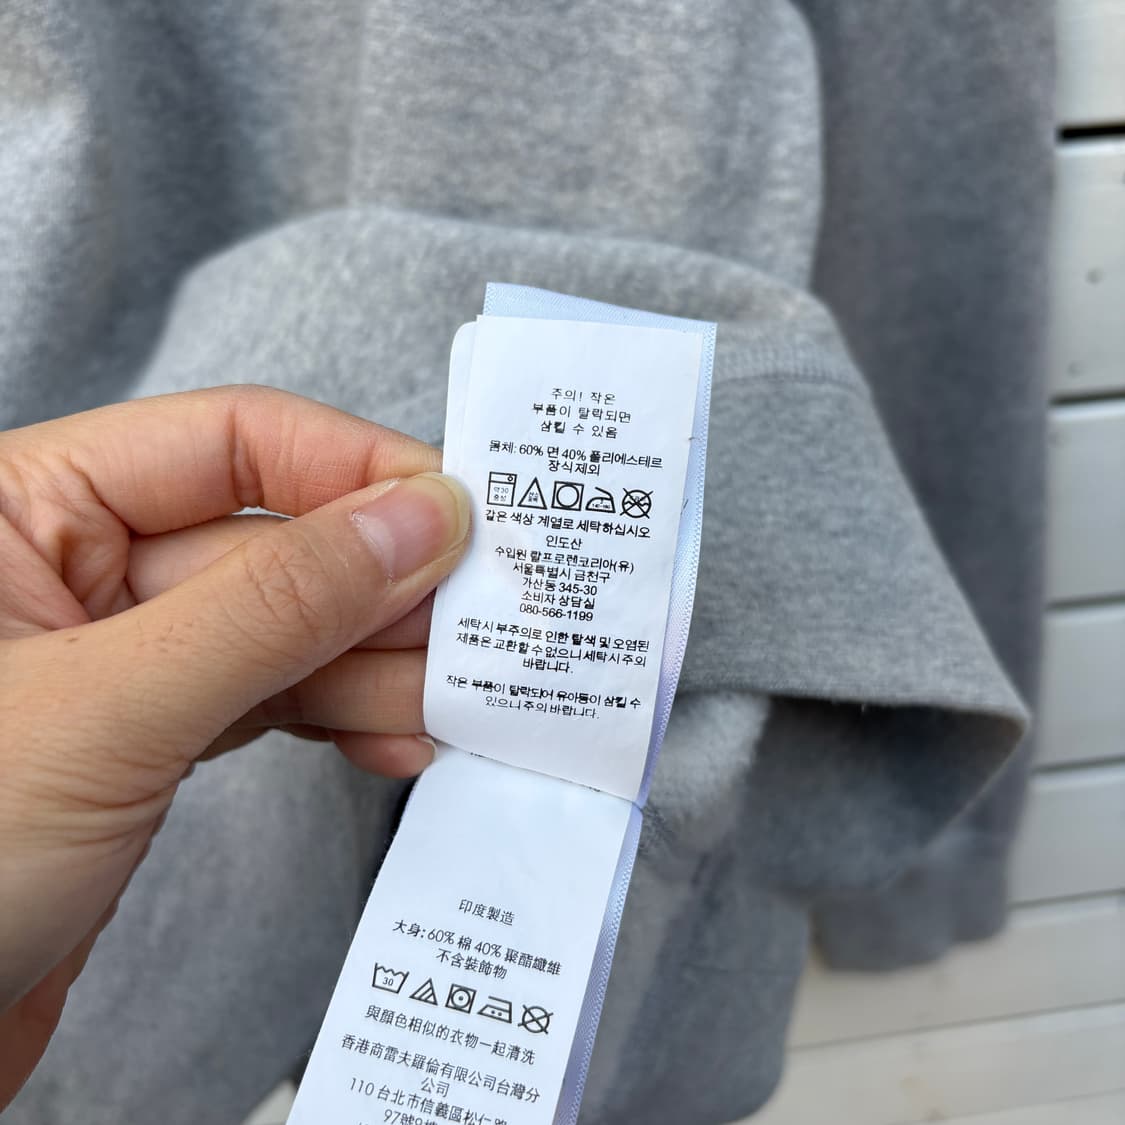 주의! 작은
부품이 탈락되면
삼킬 수 있음
몸체: 60% 면 40% 폴리에스테르
장식제외
약30
중성
같은 색상 계열로 세탁하십시오
인도산
수입원 랄프로렌코리아(유)
서울특별시 금천구
가산동 345-30
소비자 상담실
080-566-1199
세탁시 부주의로 인한 탈색 및 오염된
제품은 교환할 수 없으니 세탁시 주의
바랍니다.
작은 부품이 탈락되어 유아등이 삼킬 수
있으니 주의 바랍니다.
印度製造
大身: 60% 棉 40% 聚酯纖維
不含裝飾物
30
與顏色相似的衣物一起清洗
香港商雷夫羅倫有限公司台灣分
公司
110 台北市信義區松仁路
97號